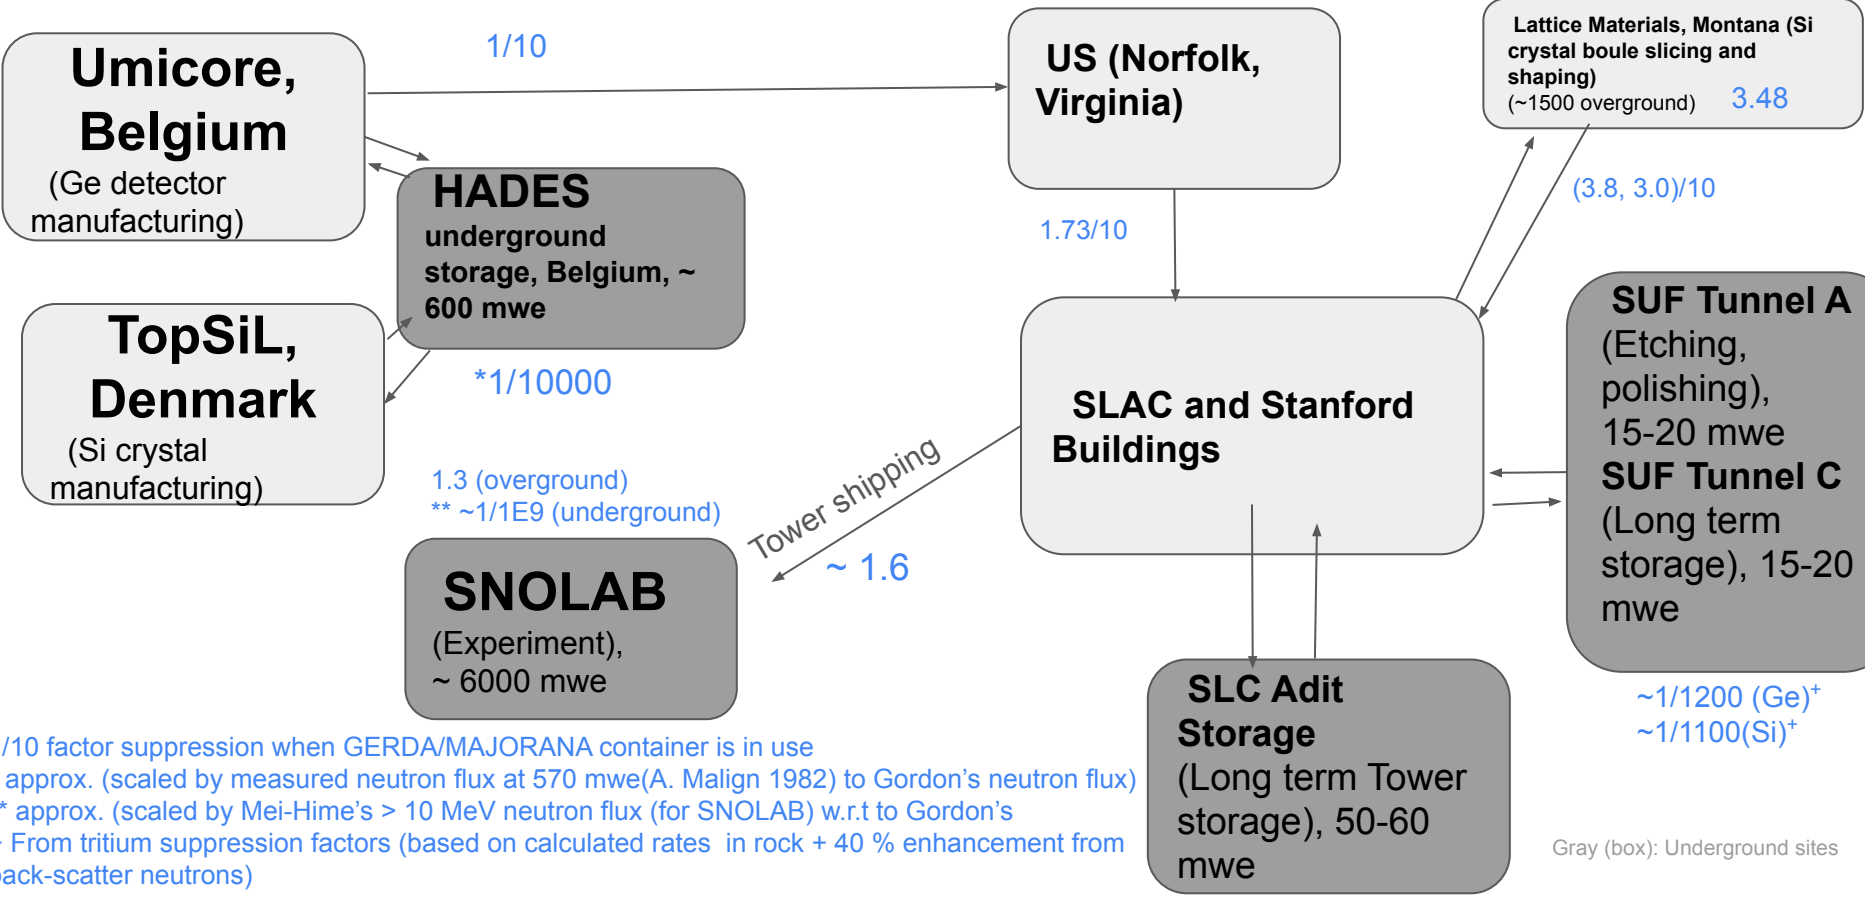 Umicore,
Belgium
(Ge detector
manufacturing)
1/10
US (Norfolk,
Virginia)
Lattice Materials, Montana (Si
crystal boule slicing and
shaping)
(~1500 overground) 3.48
HADES
underground
storage, Belgium, ~
600 mwe
1.73/10
(3.8, 3.0)/10
TopSiL,
Denmark
(Si crystal
manufacturing)
*1/10000
SLAC and Stanford
Buildings
SUF Tunnel A
(Etching,
polishing),
15-20 mwe
SUF Tunnel C
(Long term
storage), 15-20
mwe
1.3 (overground)
** ~1/1E9 (underground)
Tower shipping
~ 1.6
SNOLAB
(Experiment),
~ 6000 mwe
SLC Adit
Storage
(Long term Tower
storage), 50-60
mwe
~1/1200 (Ge)⁺
~1/1100(Si)⁺
/10 factor suppression when GERDA/MAJORANA container is in use
approx. (scaled by measured neutron flux at 570 mwe(A. Malign 1982) to Gordon's neutron flux)
* approx. (scaled by Mei-Hime's > 10 MeV neutron flux (for SNOLAB) w.r.t to Gordon's
From tritium suppression factors (based on calculated rates in rock + 40 % enhancement from
back-scatter neutrons)
Gray (box): Underground sites